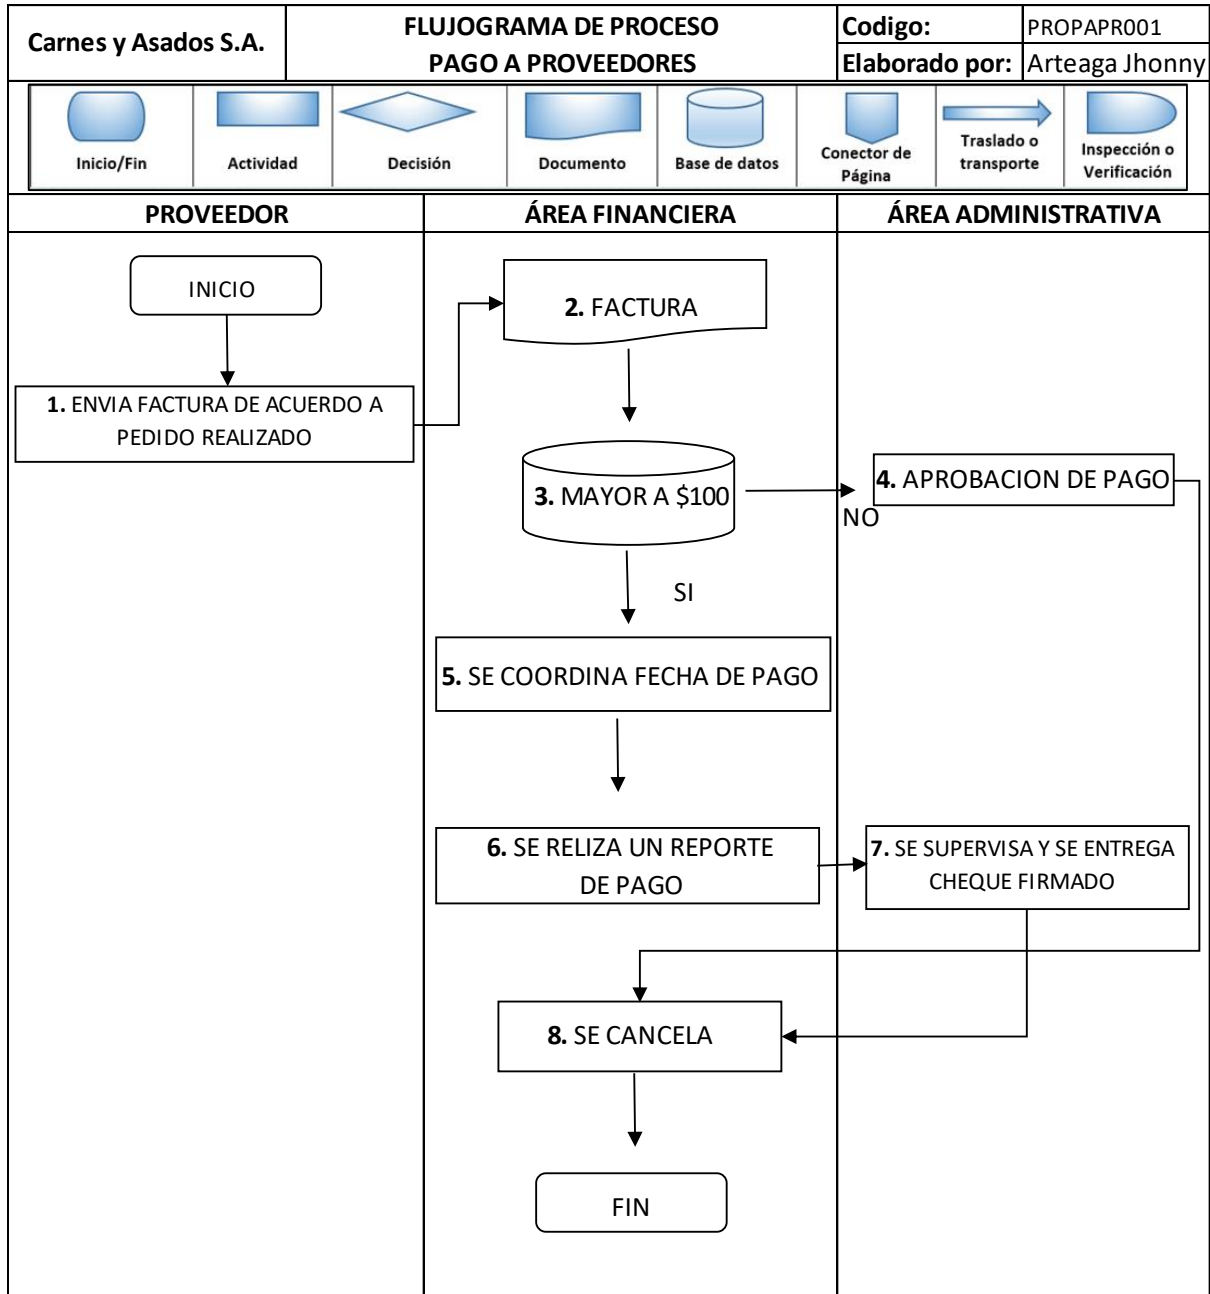 Carnes y Asados S.A.
FLUJOGRAMA DE PROCESO
PAGO A PROVEEDORES
Codigo:
PROPAPR001
Elaborado por:
Arteaga Jhonny
Inicio/Fin
Actividad
Decisión
Documento
Base de datos
Conector de
Página
Traslado o
transporte
Inspección o
Verificación
PROVEEDOR
ÁREA FINANCIERA
ÁREA ADMINISTRATIVA
INICIO
1. ENVIA FACTURA DE ACUERDO A
PEDIDO REALIZADO
2. FACTURA
3. MAYOR A $100
NO
4. APROBACION DE PAGO
SI
5. SE COORDINA FECHA DE PAGO
6. SE RELIZA UN REPORTE
DE PAGO
7. SE SUPERVISA Y SE ENTREGA
CHEQUE FIRMADO
8. SE CANCELA
FIN